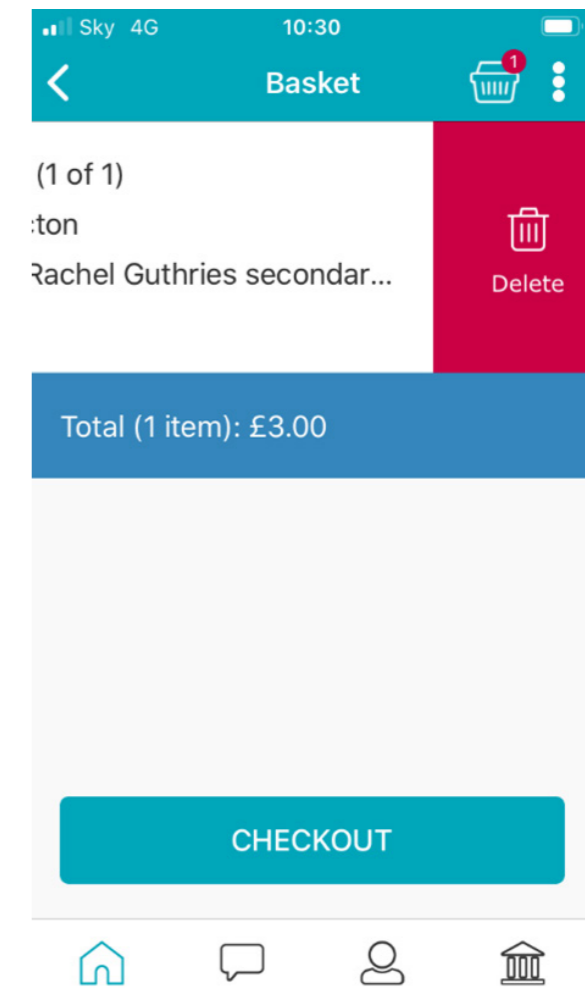 Sky 4G 10:30
Basket
1
(1 of 1)
ton
Rachel Guthries secondar...
Delete
Total (1 item): £3.00
CHECKOUT